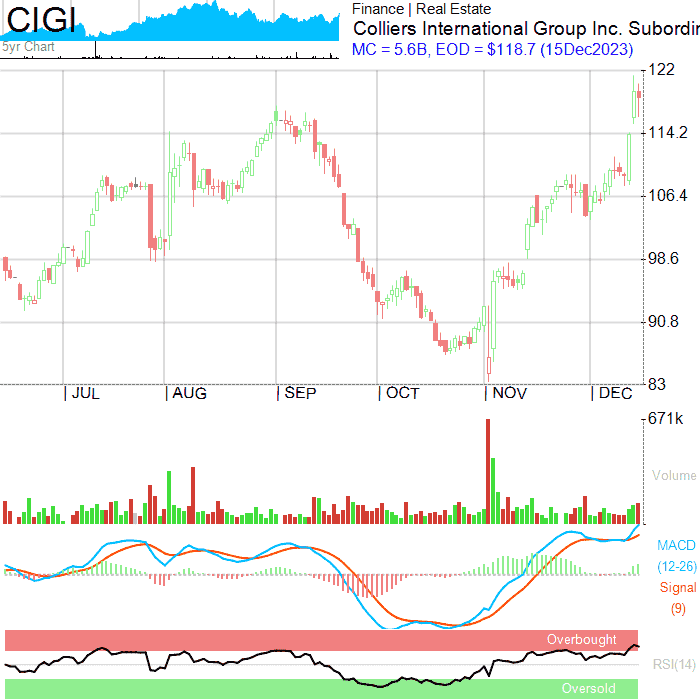 CIGI
5yr Chart
Finance | Real Estate
Colliers International Group Inc. Subordin
MC = 5.6B, EOD = $118.7 (15Dec2023)
122
114.2
106.4
98.6
90.8
83
| JUL | AUG | SEP | OCT | NOV | DEC
671k
Volume
MACD
(12-26)
Signal
(9)
Overbought
RSI(14)
Oversold